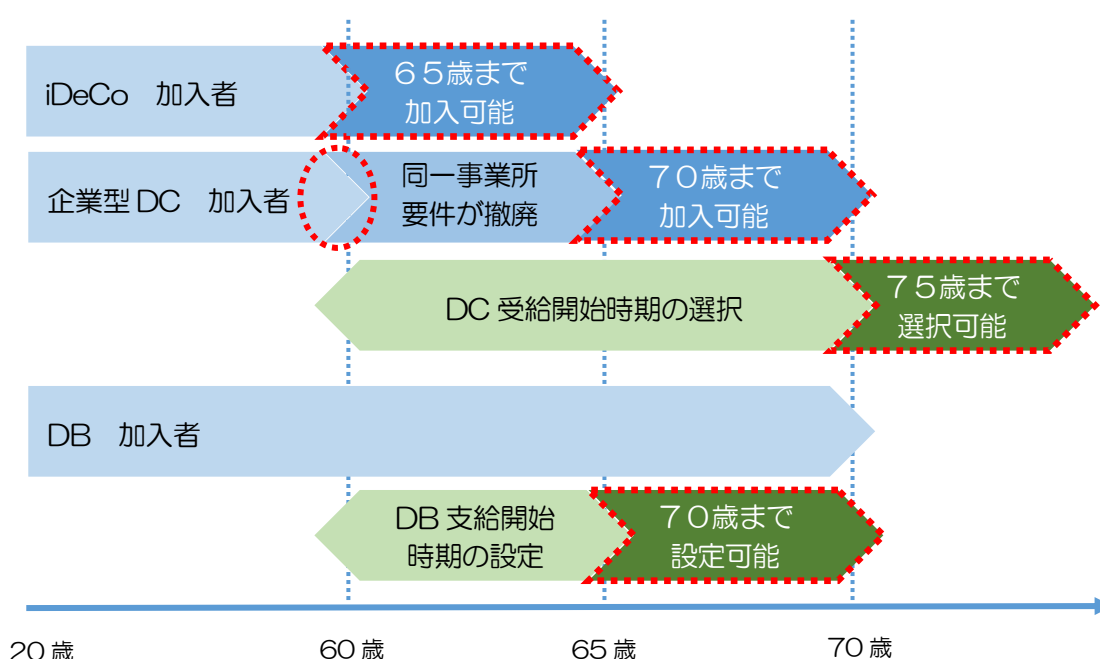 iDeCo 加入者
65歳まで
加入可能
企業型DC 加入者
同一事業所
要件が撤廃
70歳まで
加入可能
DC受給開始時期の選択
75歳まで
選択可能
DB 加入者
DB支給開始
時期の設定
70歳まで
設定可能
20歳
60歳
65歳
70歳